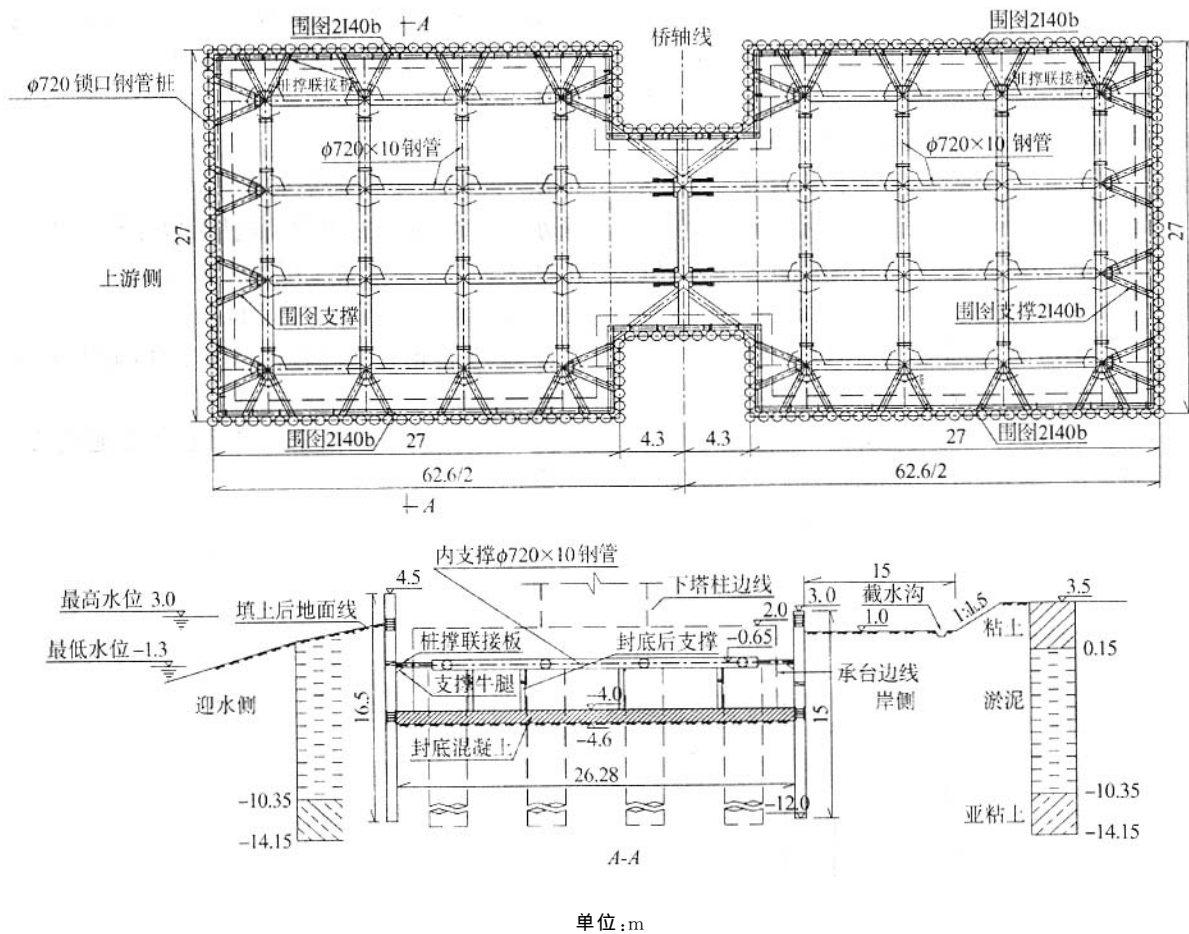 围囹2I40b
A
桥轴线
围囹2I40b
27
桩撑联接板
桩撑联接板
φ720 锁口钢管桩
φ720×10 钢管
φ720×10 钢管
27
27
上游侧
围囹支撑
围囹支撑2I40b
围囹2I40b
27
4.3
4.3
27
围囹2I40b
62.6/2
62.6/2
A
内支撑φ720×10 钢管
15
最高水位 3.0
填土后地面线
4.5
下塔柱边线
3.0
截水沟
1:1.5
3.5
2.0
1.0
粘土
最低水位 -1.3
桩撑联接板
封底后支撑
-0.65
0.15
支撑牛腿
承台边线
迎水侧
16.5
-4.0
15
岸侧
淤泥
封底混凝土
-4.6
26.28
-10.35
-12.0
-10.35
亚粘土
-14.15
-14.15
A-A
单位:m